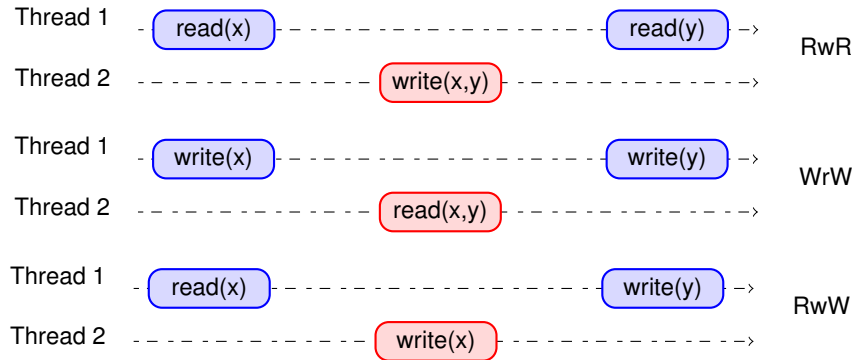 Thread 1 read(x) read(y)
RwR
Thread 2 write(x,y)
Thread 1 write(x) write(y)
WrW
Thread 2 read(x,y)
Thread 1 read(x) write(y)
RwW
Thread 2 write(x)